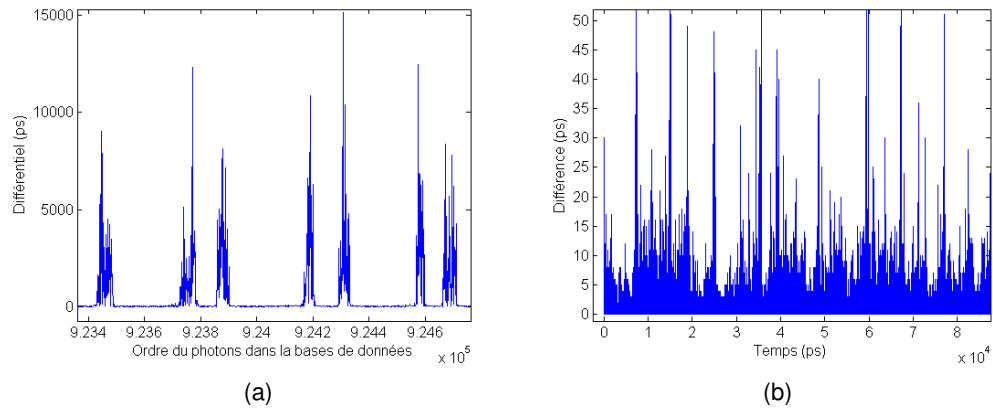 15000
10000
5000
0
Différentiel (ps)
9.234 9.236 9.238 9.24 9.242 9.244 9.246
Ordre du photons dans la bases de données
x 10^5
(a)
50
45
40
35
30
25
20
15
10
5
0
Différence (ps)
0 1 2 3 4 5 6 7 8
Temps (ps)
x 10^4
(b)